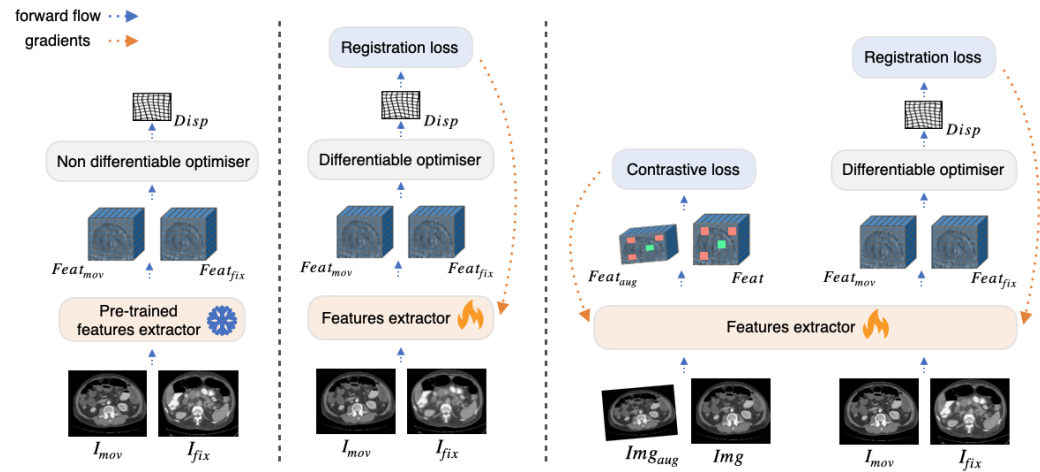 forward flow
gradients
Disp
Non differentiable optimiser
Feat_mov
Feat_fix
Pre-trained
features extractor
I_mov
I_fix
Registration loss
Disp
Differentiable optimiser
Feat_mov
Feat_fix
Features extractor
I_mov
I_fix
Contrastive loss
Feat_aug
Feat
Registration loss
Disp
Differentiable optimiser
Feat_mov
Feat_fix
Features extractor
Img_aug
Img
I_mov
I_fix